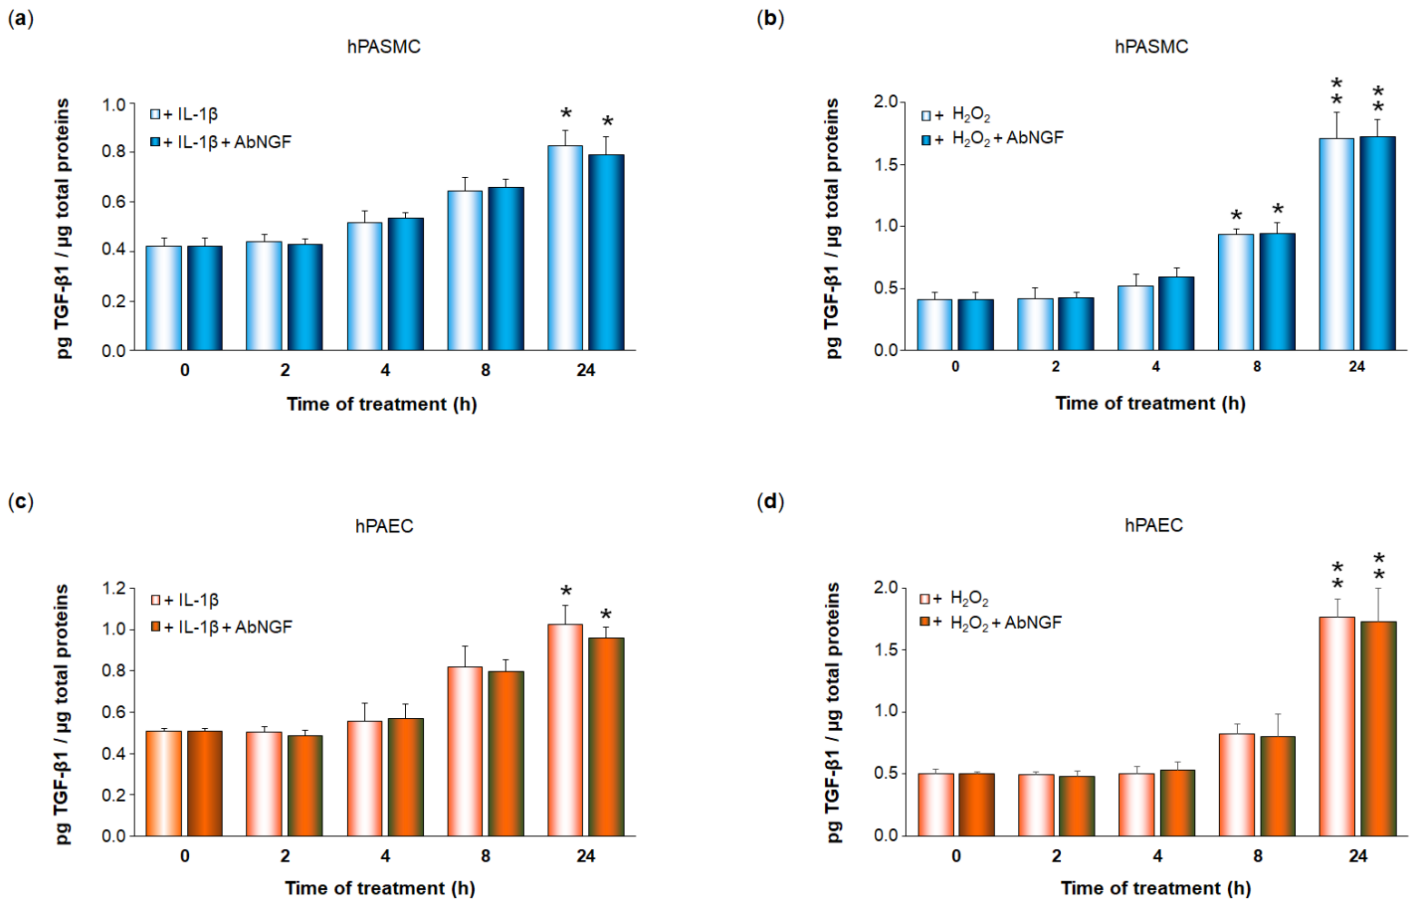 (a)
hPASMC
pg TGF-β1 / µg total proteins
1.0
0.8
0.6
0.4
0.2
0.0
+ IL-1β
+ IL-1β + AbNGF
*
*
0 2 4 8 24
Time of treatment (h)
(b)
hPASMC
pg TGF-β1 / µg total proteins
2.0
1.5
1.0
0.5
0.0
+ H₂O₂
+ H₂O₂ + AbNGF
* *
* *
* *
0 2 4 8 24
Time of treatment (h)
(c)
hPAEC
pg TGF-β1 / µg total proteins
1.2
1.0
0.8
0.6
0.4
0.2
0.0
+ IL-1β
+ IL-1β + AbNGF
*
*
0 2 4 8 24
Time of treatment (h)
(d)
hPAEC
pg TGF-β1 / µg total proteins
2.0
1.5
1.0
0.5
0.0
+ H₂O₂
+ H₂O₂ + AbNGF
* *
* *
0 2 4 8 24
Time of treatment (h)